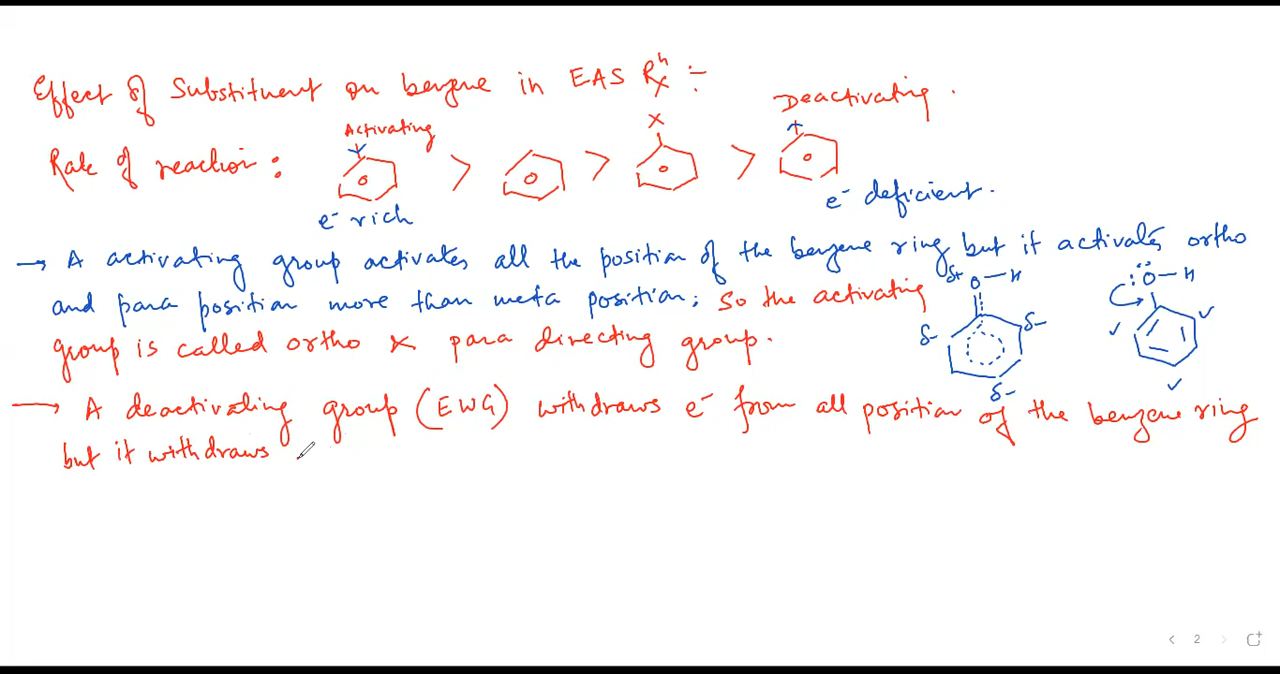 Effect of Substituent on benzene in EAS Rxⁿ :-
Deactivating.
Activating
X
Rate of reaction : > > >
e⁻ rich
e⁻ deficient.
→ A activating group activates all the position of the benzene ring but it activates ortho
and para position more than meta position; So the activating
group is called ortho & para directing group.
δ+ O-H
δ- δ-
δ-
:Ö-H
✓ ✓
✓
→ A deactivating group (EWG) withdraws e⁻ from all position of the benzene ring
but it withdraws
< 2 >